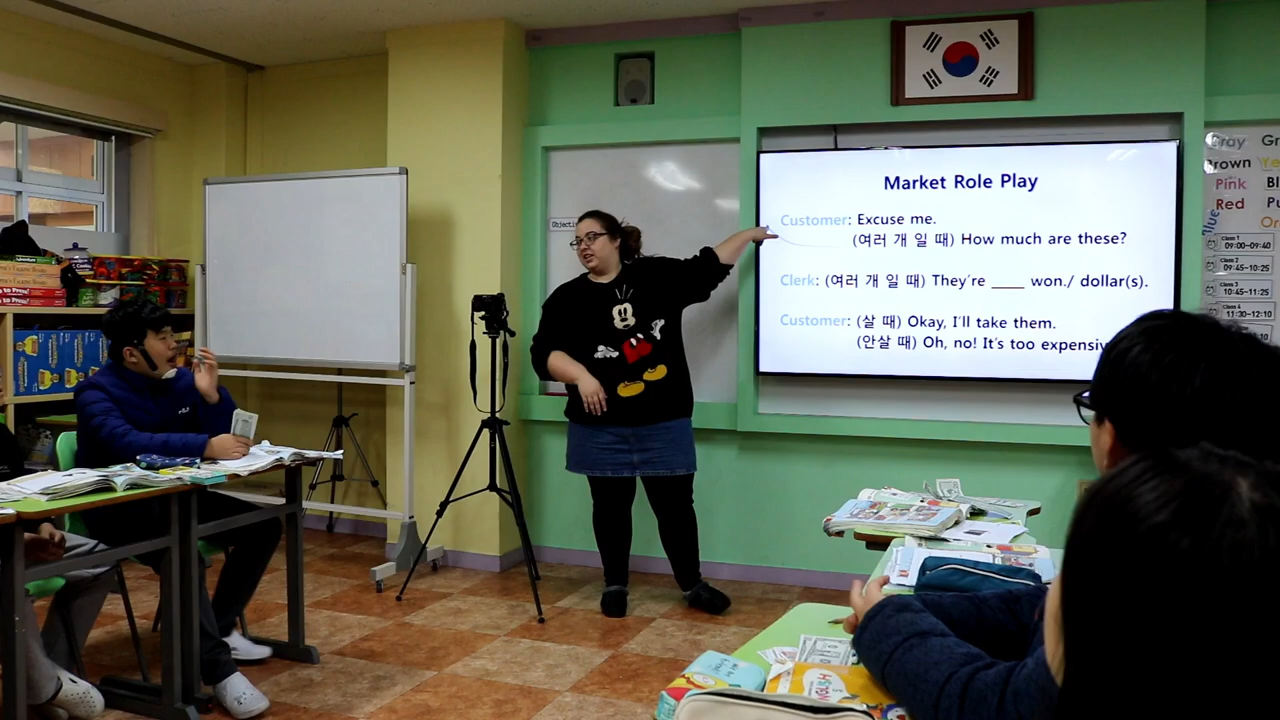 Market Role Play
Customer: Excuse me.
(여러 개 일 때) How much are these?
Clerk: (여러 개 일 때) They're ____ won./ dollar(s).
Customer: (살 때) Okay, I'll take them.
(안살 때) Oh, no! It's too expensiv
Gray
Brown
Pink
Red
Blue
Class 1
09:00~09:40
Class 2
09:45~10:25
Class 3
10:45~11:25
Class 4
11:30~12:10